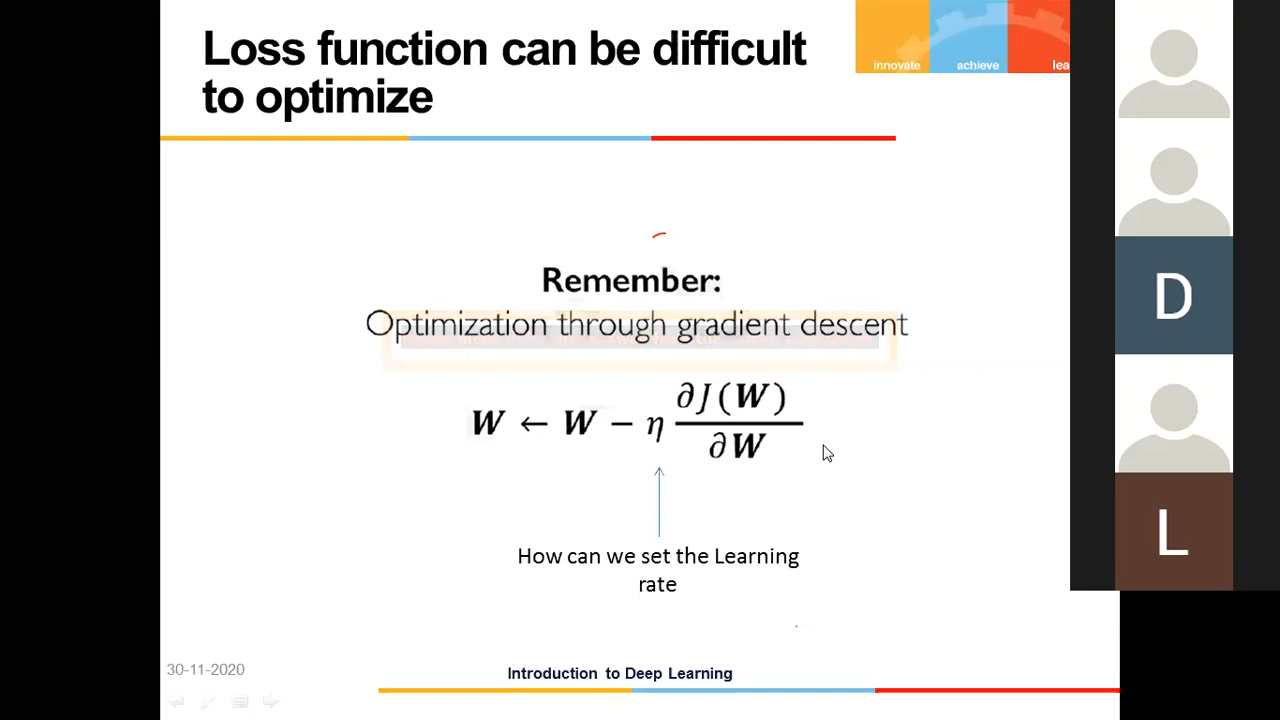 Loss function can be difficult
to optimize
innovate
achieve
lea
Remember:
Optimization through gradient descent
W ← W − η ∂J(W) / ∂W
How can we set the Learning
rate
30-11-2020
Introduction to Deep Learning
D
L